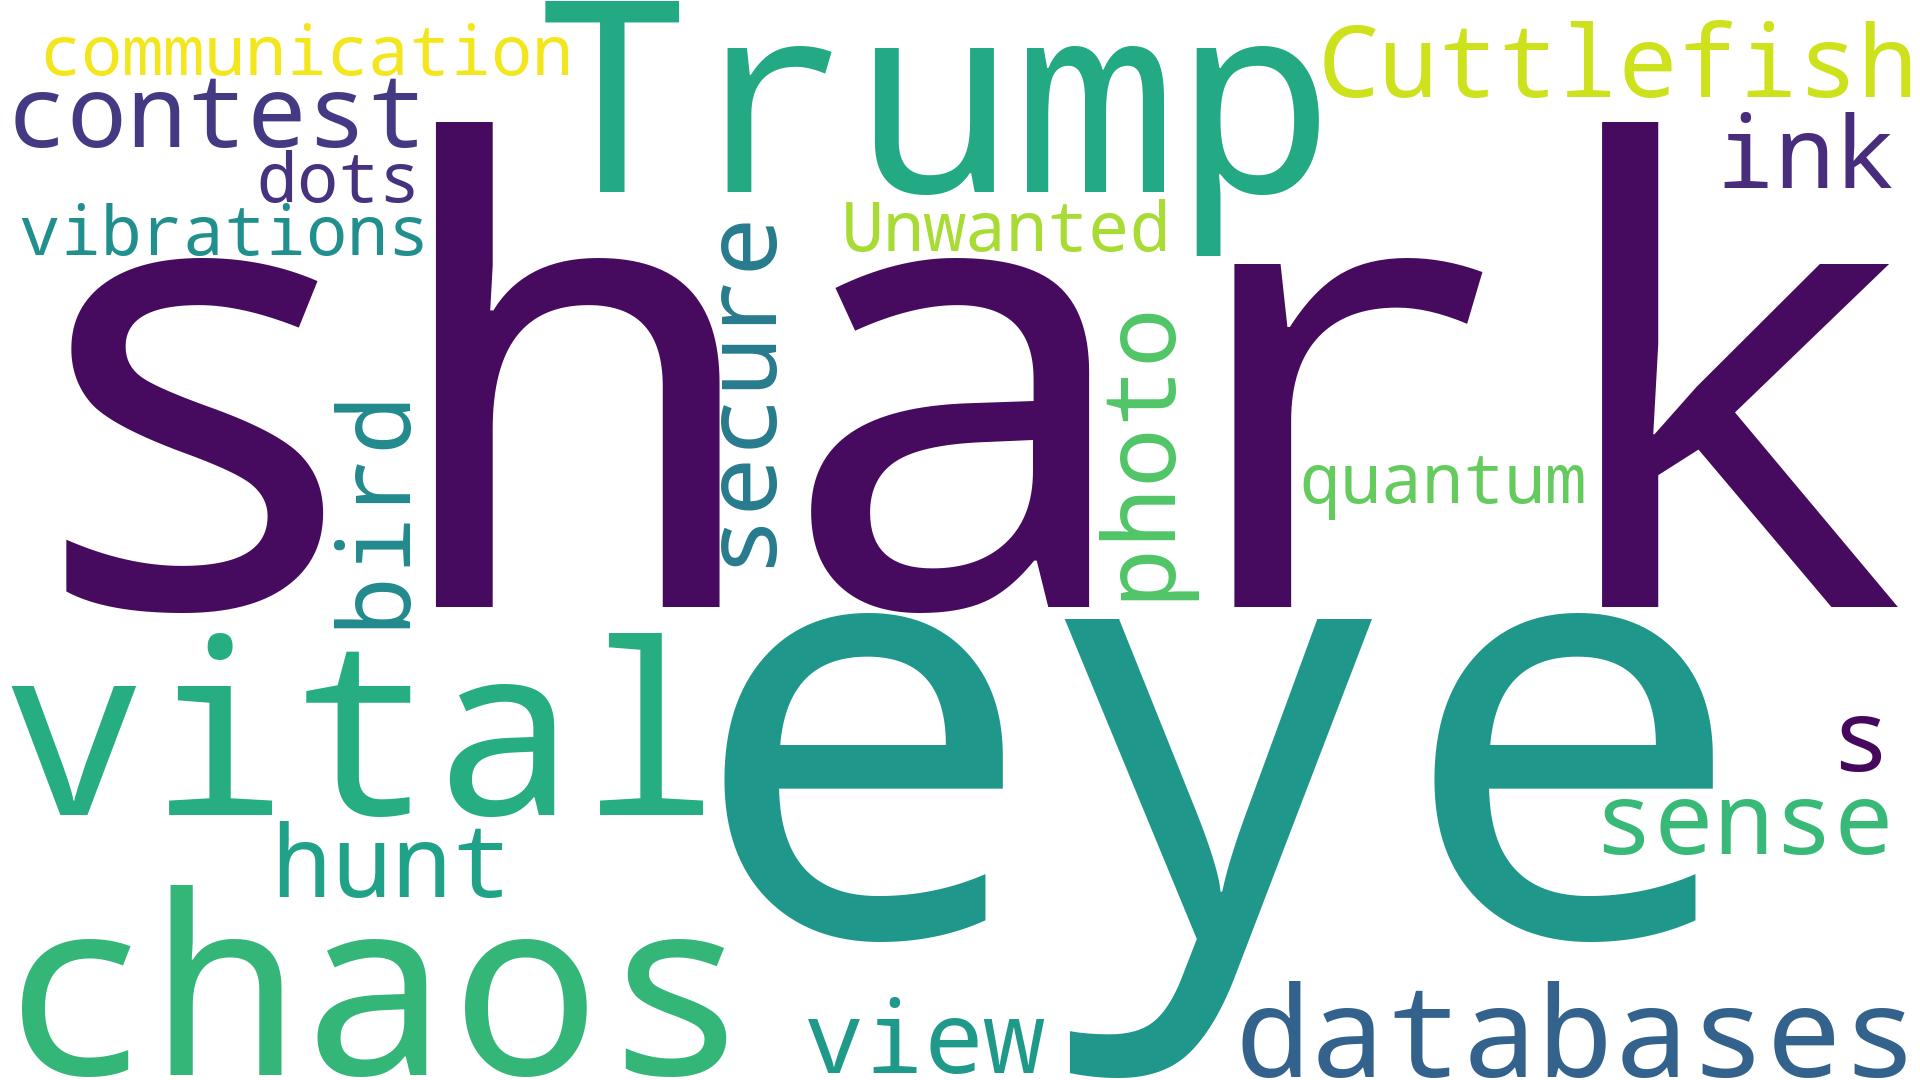 communication
Trump
Cuttlefish
contest
ink
dots
vibrations
Unwanted
shark
secure
photo
bird
quantum
vital
eye
s
sense
hunt
chaos
view
databases